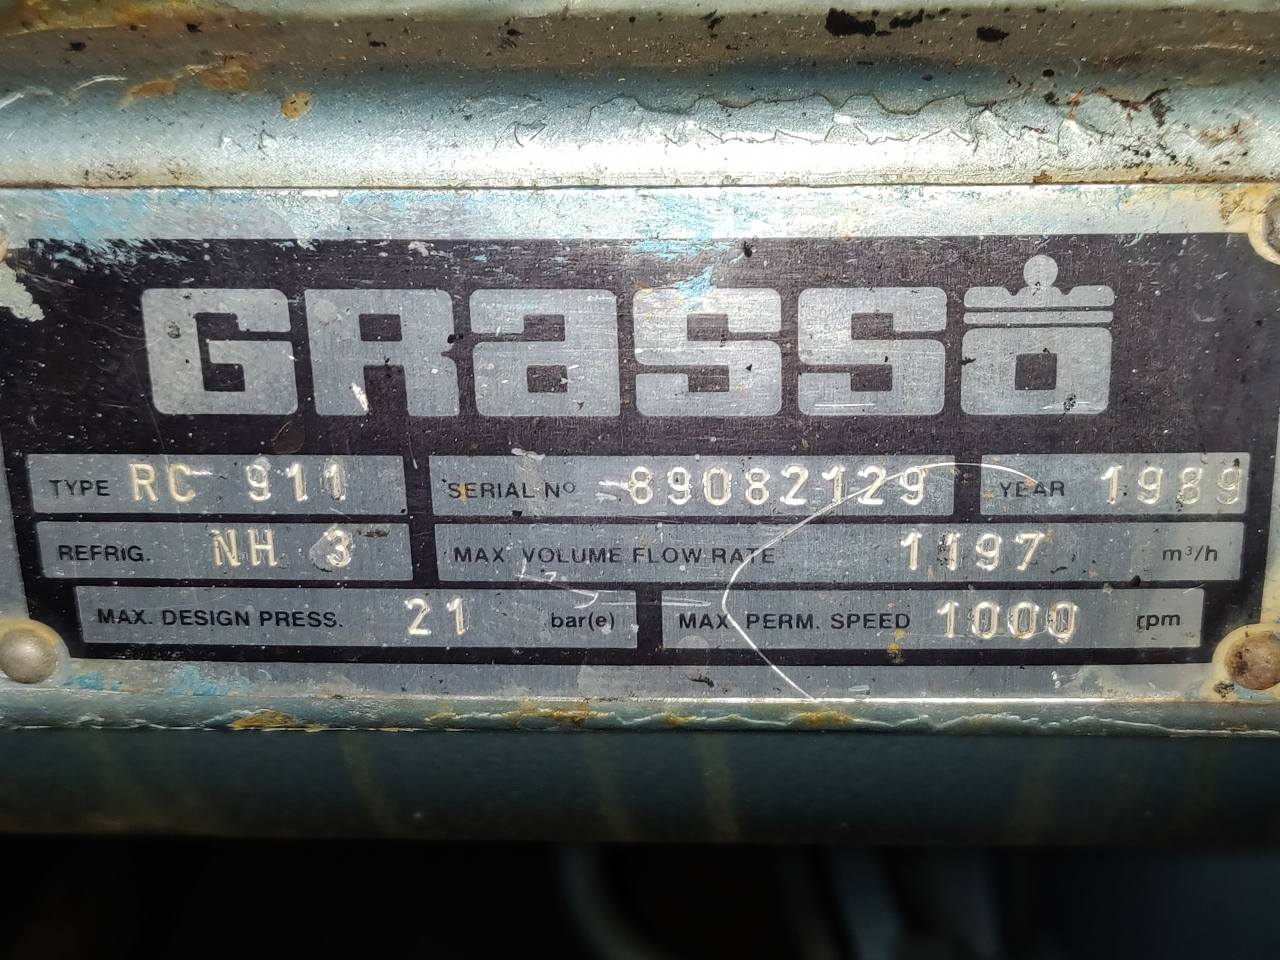 GRASSO
TYPE RC 911 SERIAL No 89082129 YEAR 1989
REFRIG. NH 3 MAX. VOLUME FLOW RATE 1197 m³/h
MAX. DESIGN PRESS. 21 bar(e) MAX. PERM. SPEED 1000 rpm